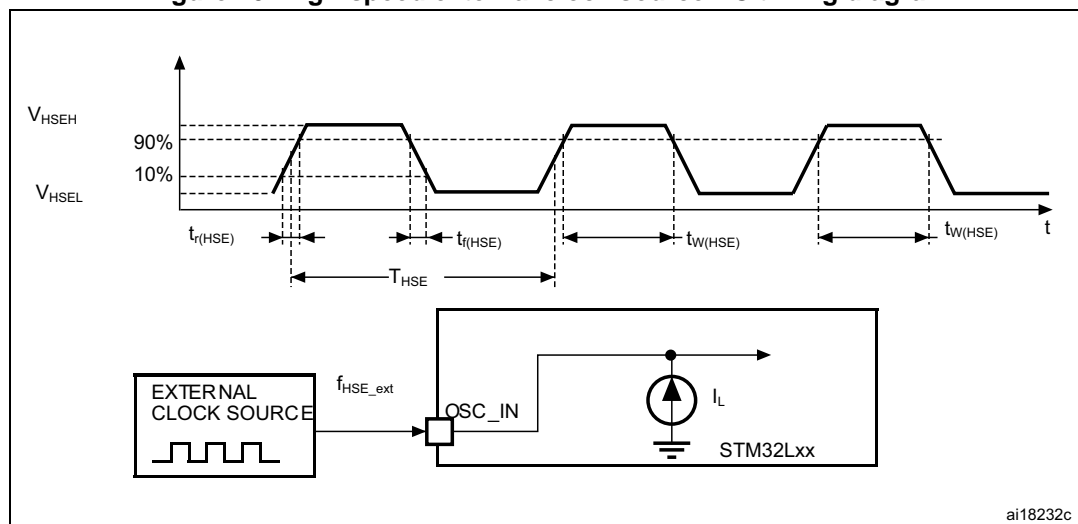 V_HSEH
90%
10%
V_HSEL
t_r(HSE)
t_f(HSE)
t_W(HSE)
t_W(HSE)
t
T_HSE
EXTERNAL
CLOCK SOURCE
f_HSE_ext
OSC_IN
I_L
STM32Lxx
ai18232c